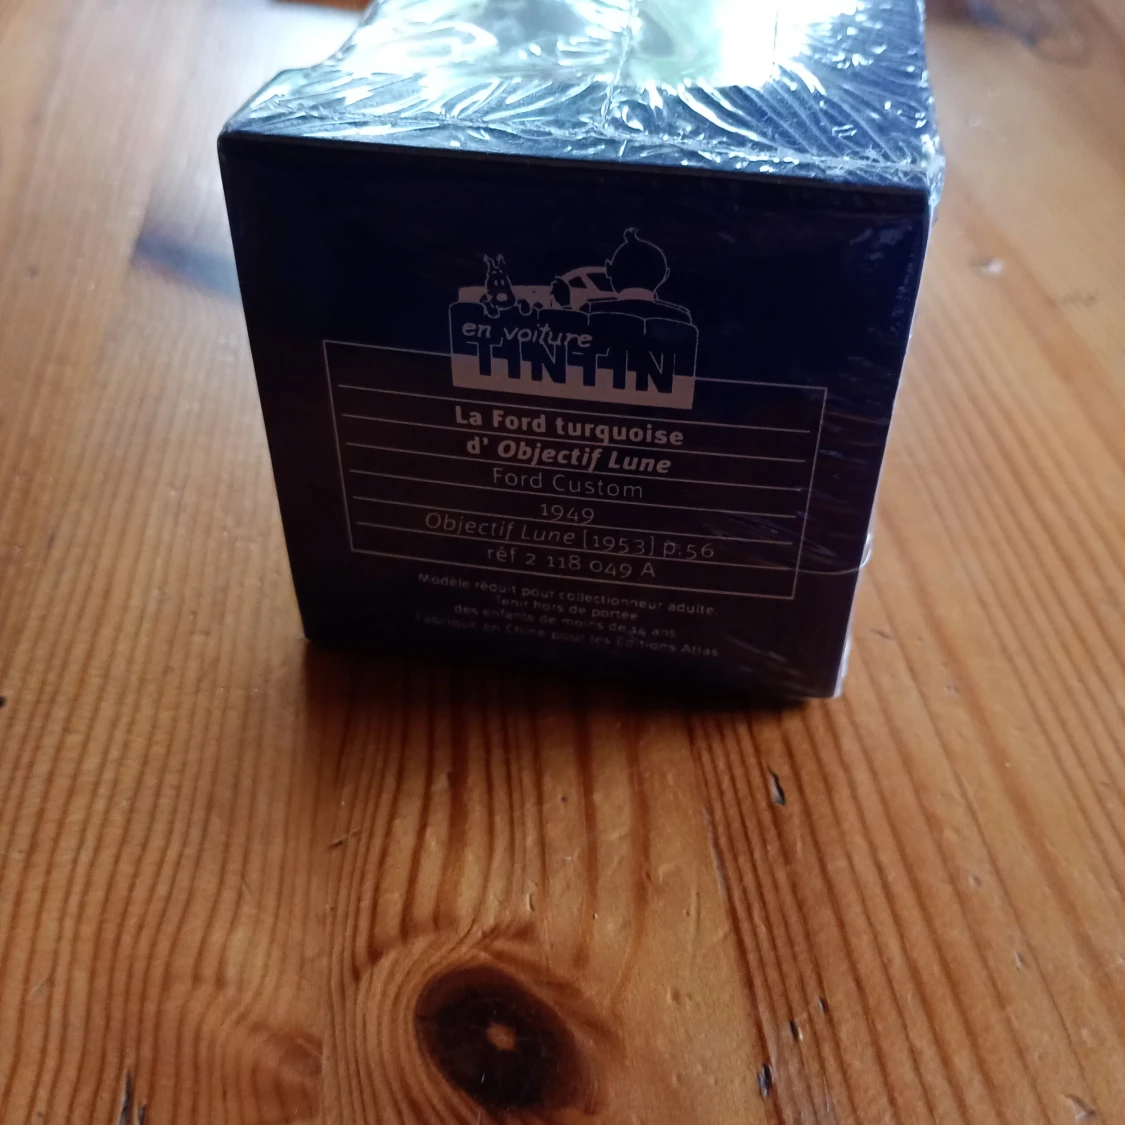 en voiture
TINTIN
La Ford turquoise
d' Objectif Lune
Ford Custom
1949
Objectif Lune [1953] p.56
réf 2 118 049 A
Modèle réduit pour collectionneur adulte.
Tenir hors de portée
des enfants de moins de 14 ans
Fabriqué en Chine pour les Éditions Atlas